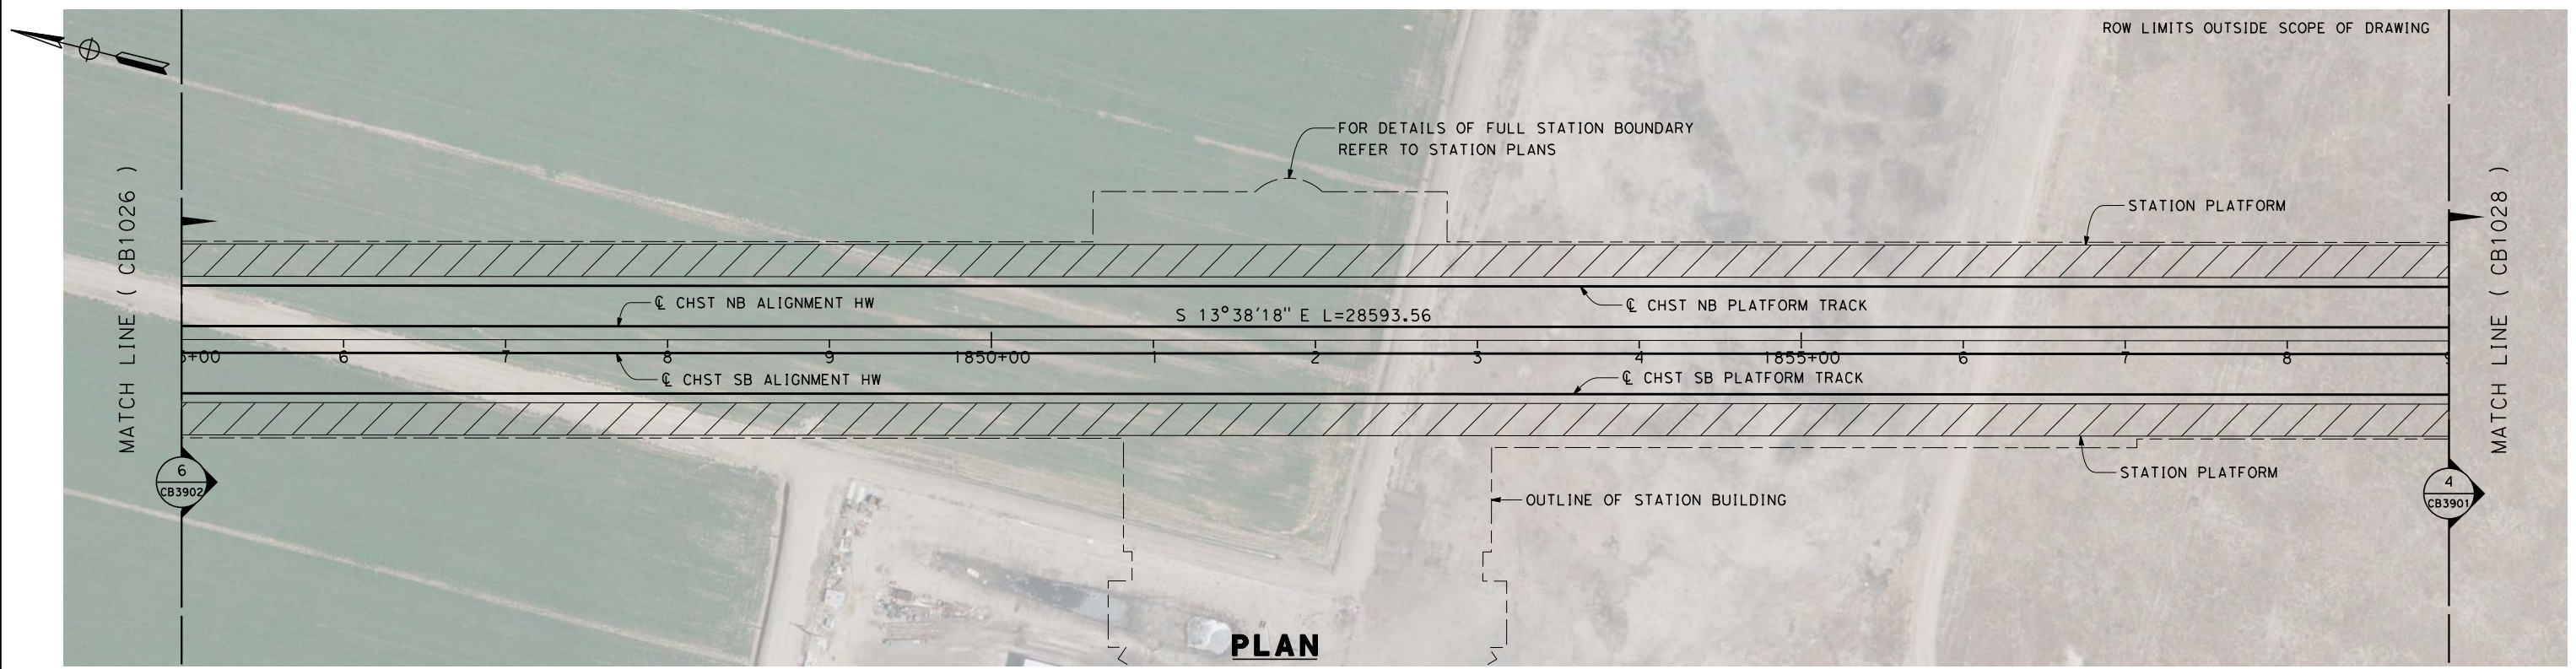 ROW LIMITS OUTSIDE SCOPE OF DRAWING
FOR DETAILS OF FULL STATION BOUNDARY
REFER TO STATION PLANS
STATION PLATFORM
MATCH LINE ( CB1026 )
MATCH LINE ( CB1028 )
℄ CHST NB ALIGNMENT HW
℄ CHST NB PLATFORM TRACK
S 13°38'18" E L=28593.56
+00 6 7 8 9 1850+00 1 2 3 4 1855+00 6 7 8
℄ CHST SB ALIGNMENT HW
℄ CHST SB PLATFORM TRACK
STATION PLATFORM
6
CB3902
4
CB3901
OUTLINE OF STATION BUILDING
PLAN